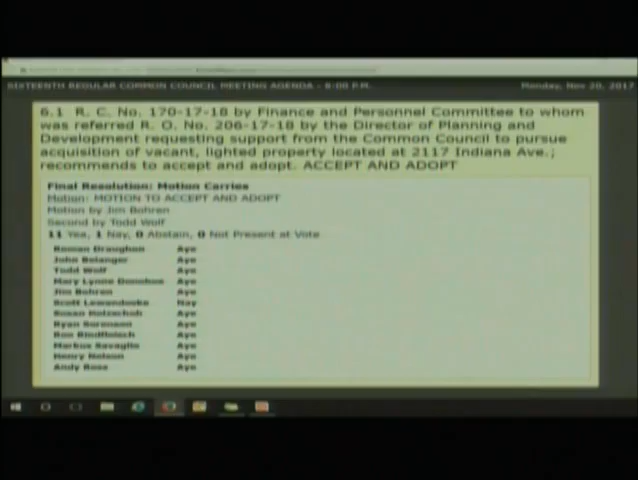 SIXTEENTH REGULAR COMMON COUNCIL MEETING AGENDA - 6:00 P.M. Monday, Nov 20, 2017
6.1 R. C. No. 170-17-18 by Finance and Personnel Committee to whom
was referred R. O. No. 206-17-18 by the Director of Planning and
Development requesting support from the Common Council to pursue
acquisition of vacant, lighted property located at 2117 Indiana Ave.;
recommends to accept and adopt. ACCEPT AND ADOPT
Final Resolution: Motion Carries
Motion: MOTION TO ACCEPT AND ADOPT
Motion by Jim Bohren
Second by Todd Wolf
11 Yea, 1 Nay, 0 Abstain, 0 Not Present at Vote
Roman Draughon Aye
John Belanger Aye
Todd Wolf Aye
Mary Lynne Donohue Aye
Jim Bohren Aye
Scott Lewandoske Nay
Susan Holzschuh Aye
Ryan Sorenson Aye
Ron Rindfleisch Aye
Markus Savaglio Aye
Henry Nelson Aye
Andy Ross Aye